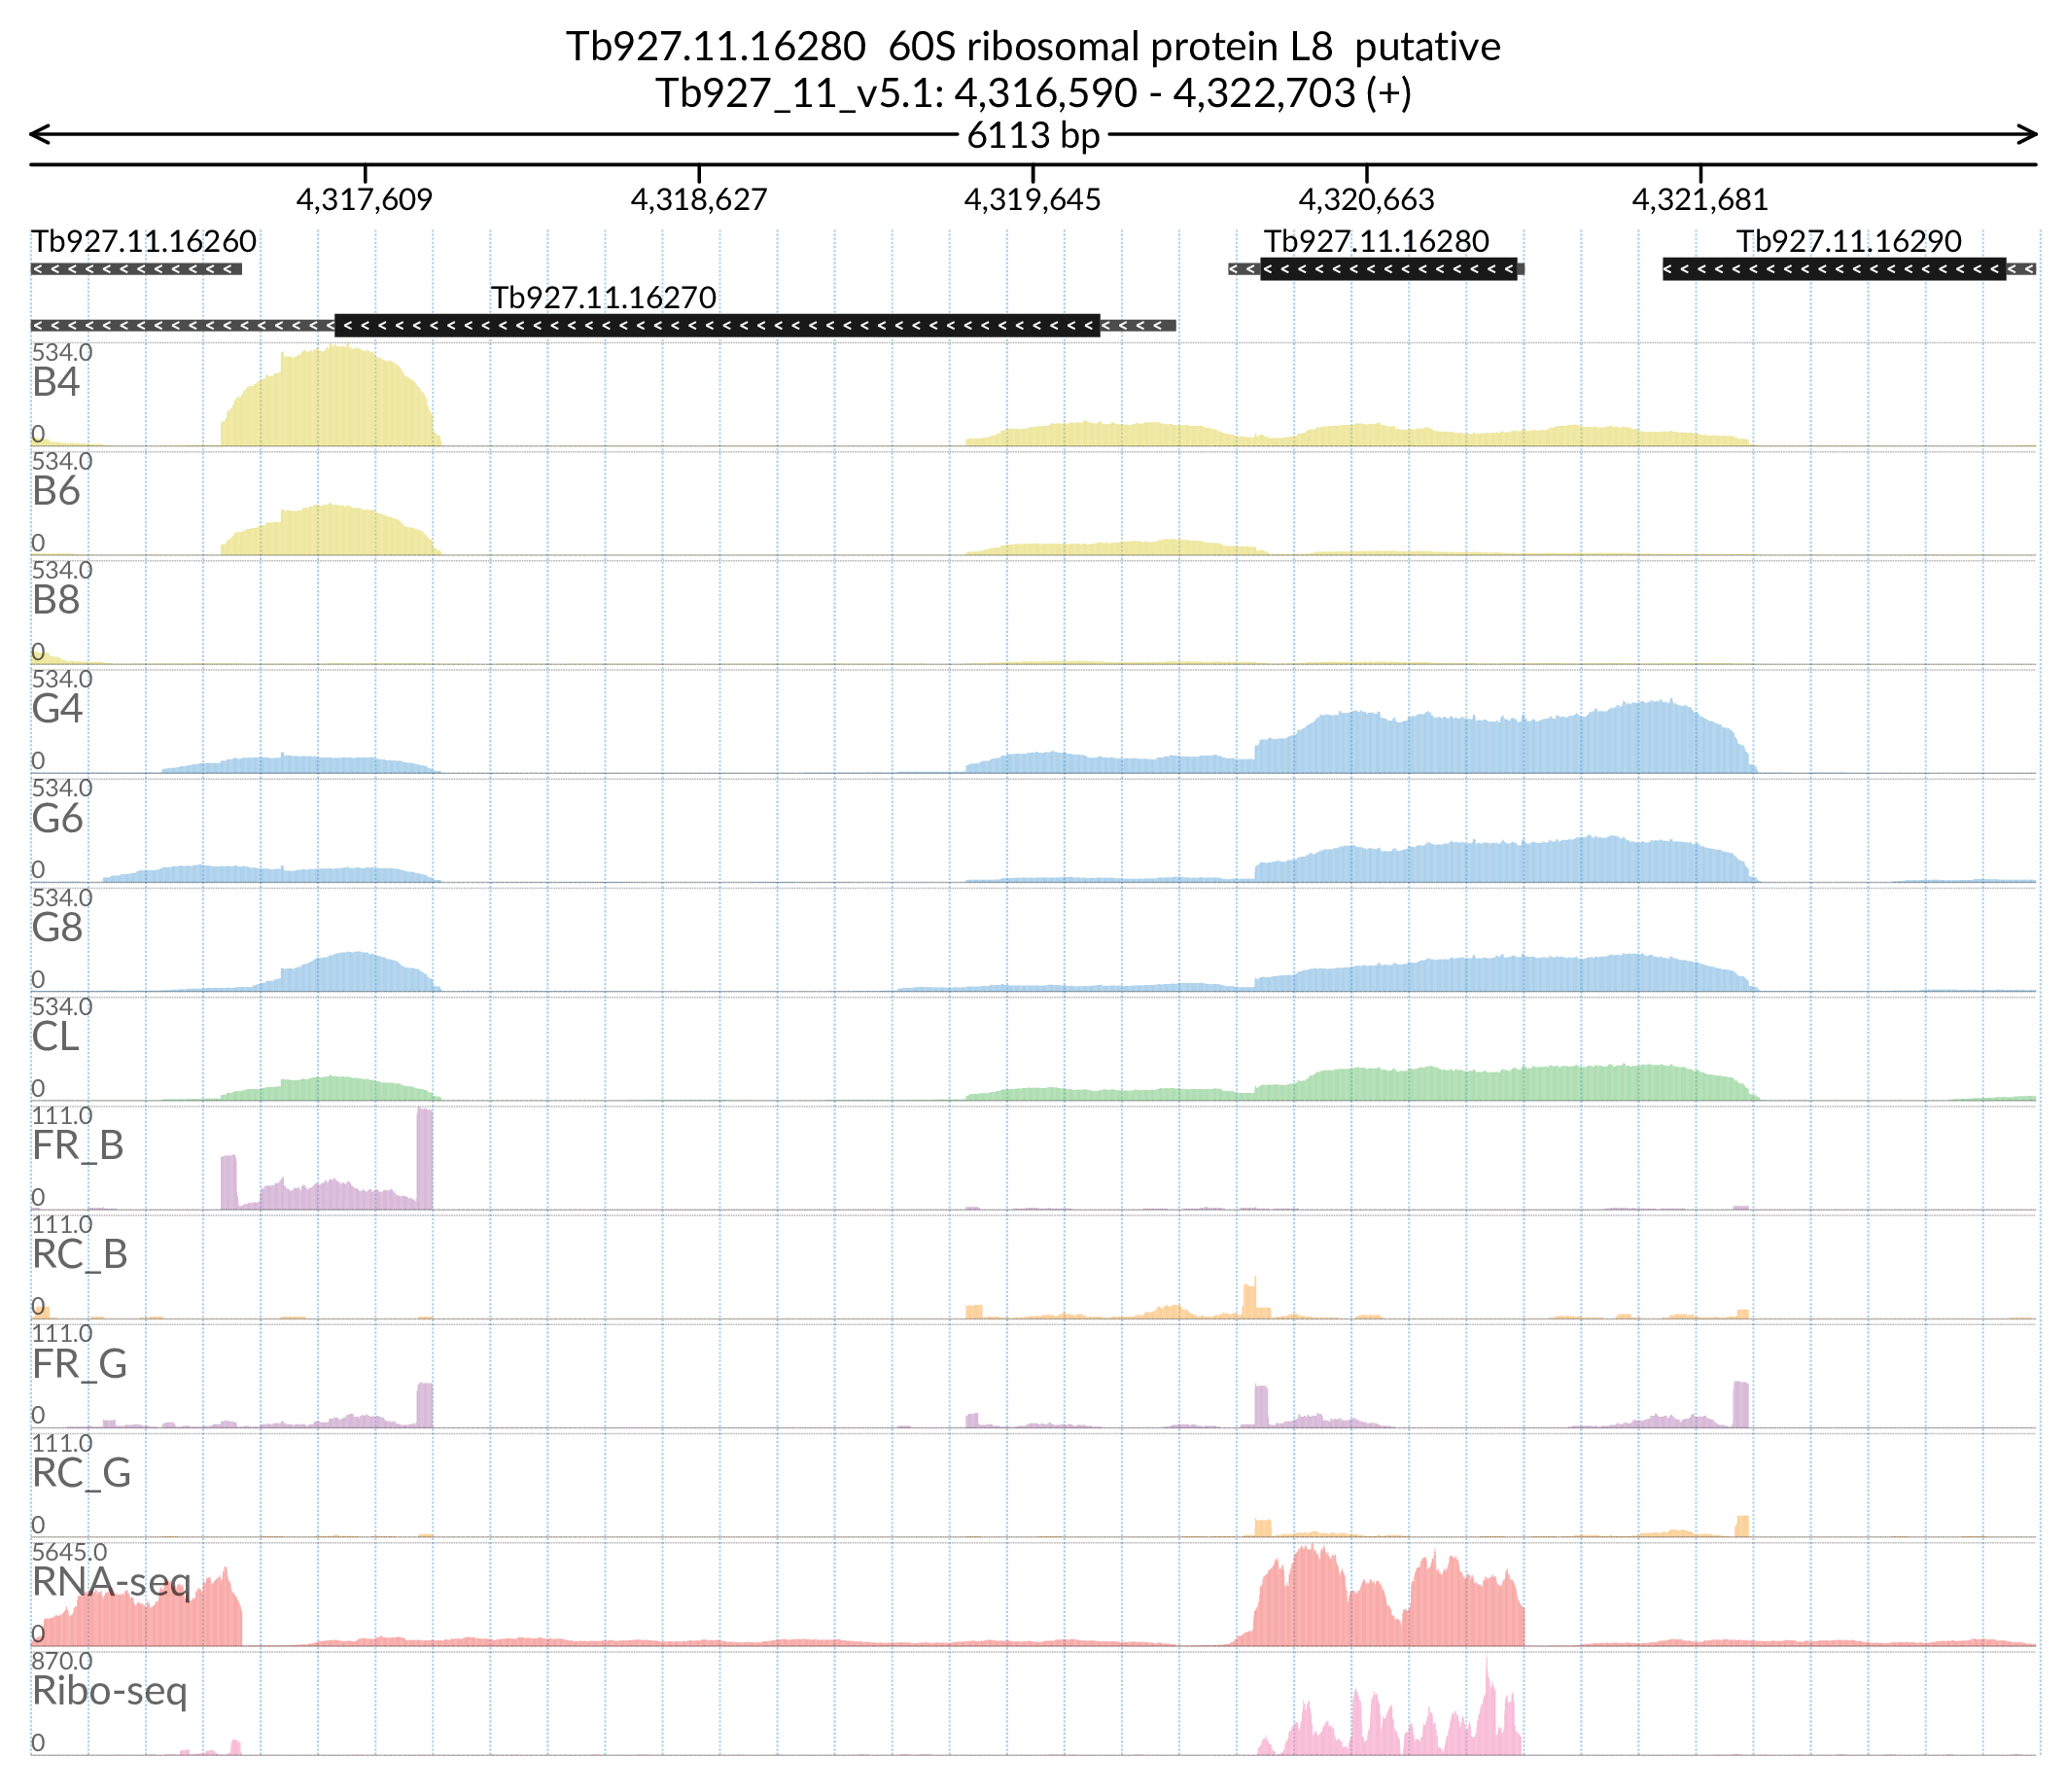 Tb927.11.16280  60S ribosomal protein L8  putative
Tb927_11_v5.1: 4,316,590 - 4,322,703 (+)
6113 bp
4,317,609 4,318,627 4,319,645 4,320,663 4,321,681
Tb927.11.16260 Tb927.11.16280 Tb927.11.16290
Tb927.11.16270
534.0
B4
0
534.0
B6
0
534.0
B8
0
534.0
G4
0
534.0
G6
0
534.0
G8
0
534.0
CL
0
111.0
FR_B
0
111.0
RC_B
0
111.0
FR_G
0
111.0
RC_G
0
5645.0
RNA-seq
0
870.0
Ribo-seq
0